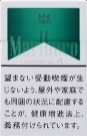 Marlboro
望まない受動喫煙が生
じないよう、屋外や家庭で
も周囲の状況に配慮する
ことが、健康増進法上、
義務付けられています。